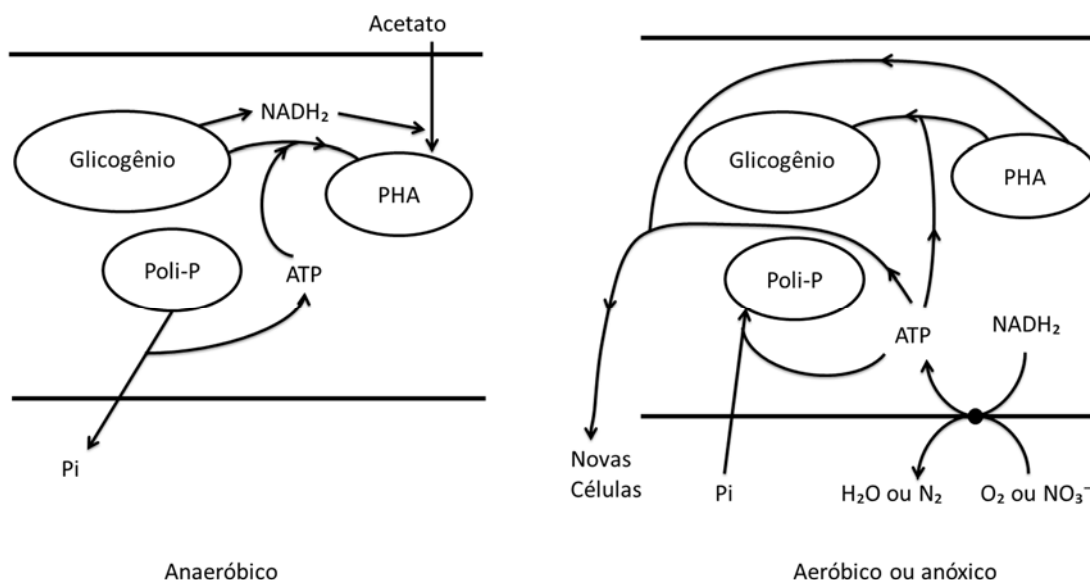 Acetato
NADH₂
Glicogênio
PHA
Poli-P
ATP
Pi
Anaeróbico
Glicogênio
PHA
Poli-P
ATP
NADH₂
Novas
Células
Pi
H₂O ou N₂
O₂ ou NO₃⁻
Aeróbico ou anóxico